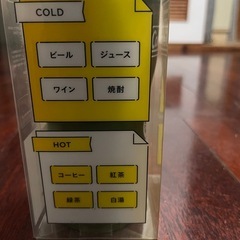 COLD
ビール ジュース
ワイン 焼酎
HOT
コーヒー 紅茶
緑茶 白湯